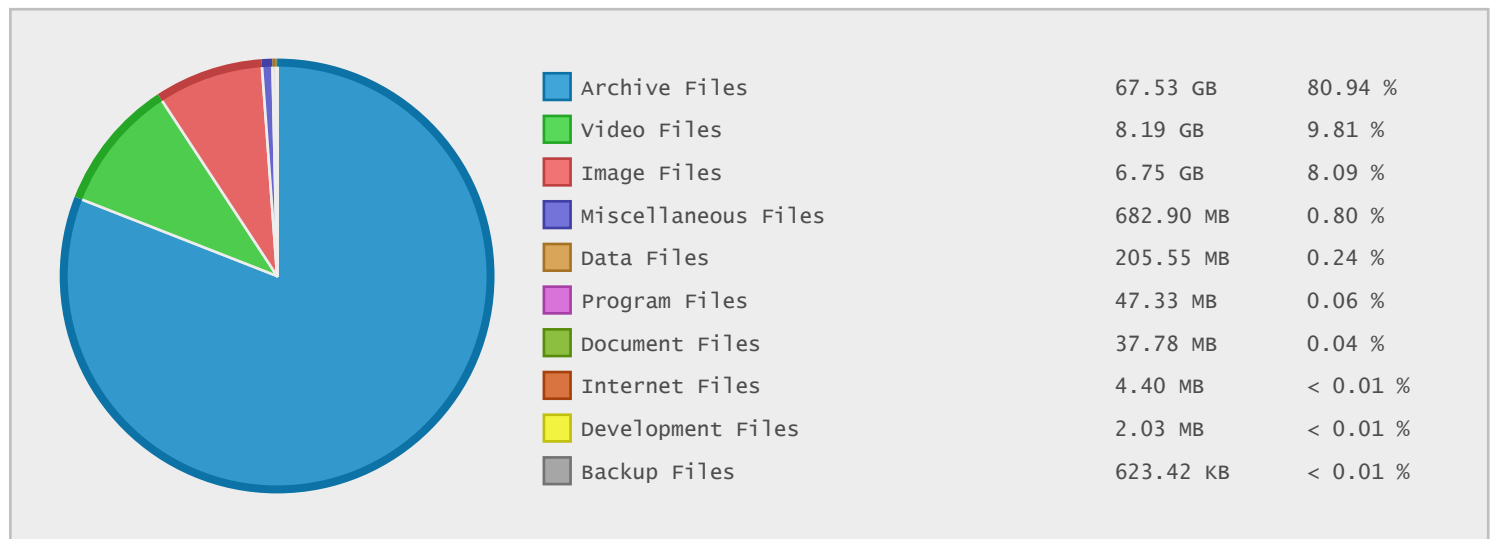 Archive Files 67.53 GB 80.94 %
Video Files 8.19 GB 9.81 %
Image Files 6.75 GB 8.09 %
Miscellaneous Files 682.90 MB 0.80 %
Data Files 205.55 MB 0.24 %
Program Files 47.33 MB 0.06 %
Document Files 37.78 MB 0.04 %
Internet Files 4.40 MB < 0.01 %
Development Files 2.03 MB < 0.01 %
Backup Files 623.42 KB < 0.01 %